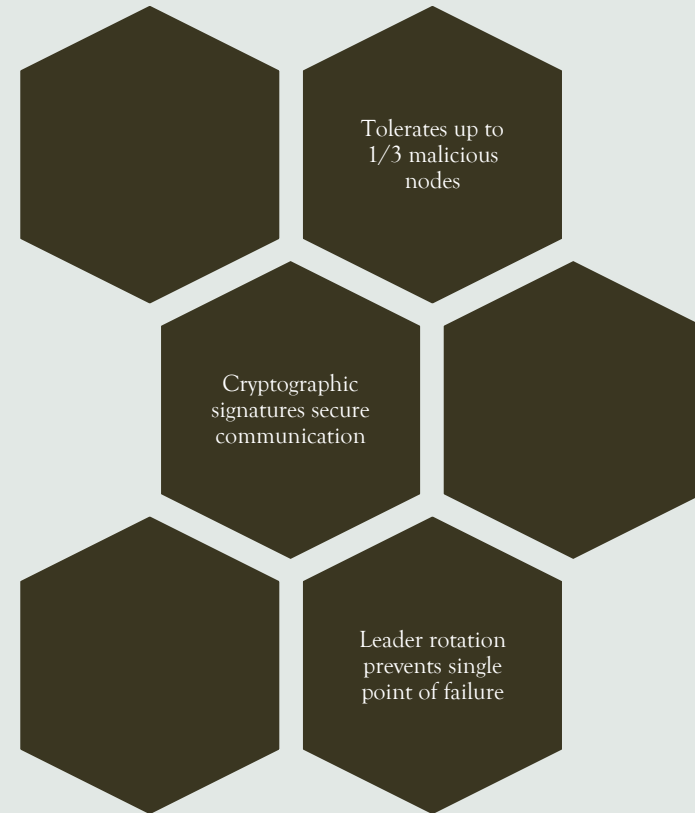 Tolerates up to
1/3 malicious
nodes
Cryptographic
signatures secure
communication
Leader rotation
prevents single
point of failure